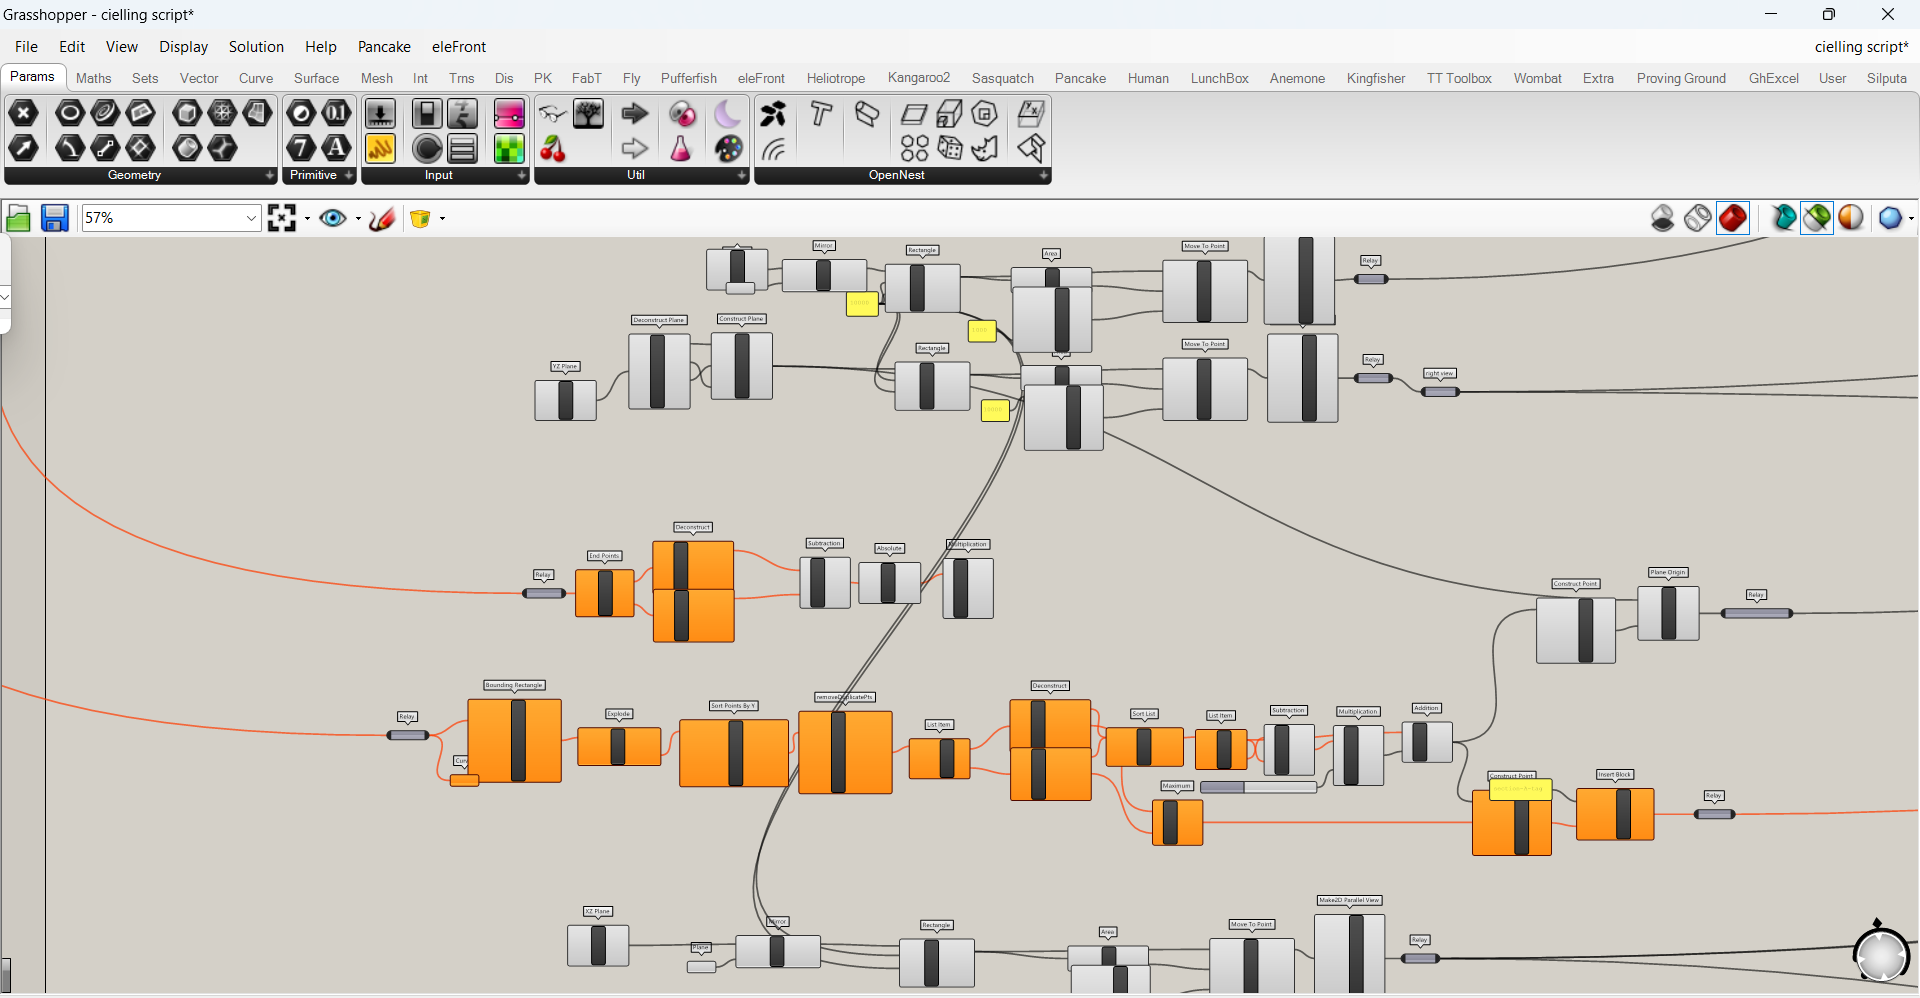 Grasshopper - cielling script*
File Edit View Display Solution Help Pancake eleFront cielling script*
Params Maths Sets Vector Curve Surface Mesh Int Trns Dis PK FabT Fly Pufferfish eleFront Heliotrope Kangaroo2 Sasquatch Pancake Human LunchBox Anemone Kingfisher TT Toolbox Wombat Extra Proving Ground GhExcel User Silputa
Geometry Primitive Input Util OpenNest
57%
Mirror Rectangle Area Move To Point Relay
10000
1000
Deconstruct Plane Construct Plane
Rectangle Move To Point Relay
YZ Plane right view
10000
Deconstruct
End Points Subtraction Absolute Multiplication
Relay
Construct Point Plane Origin Relay
Bounding Rectangle Deconstruct
Relay Explode Sort Points By Y removeDuplicatePts List Item Sort List List Item Subtraction Multiplication Addition
Curv
Maximum Construct Point Insert Block Relay
section-A-tag
XZ Plane Plane Mirror Rectangle Area Move To Point Make2D Parallel View Relay